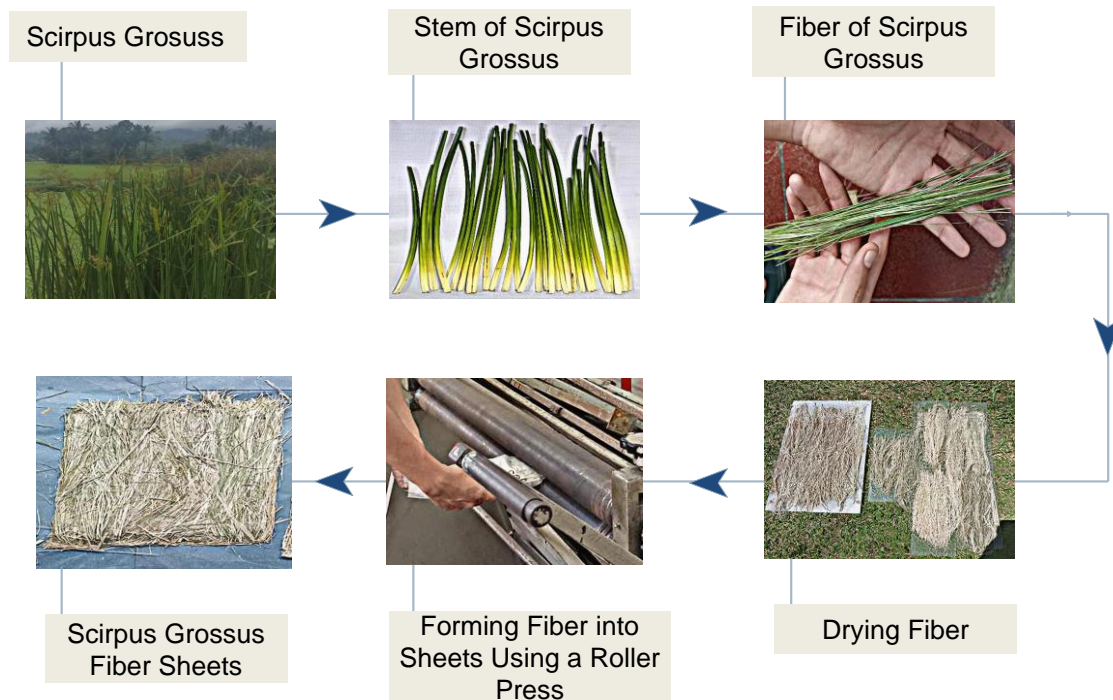 Scirpus Grosuss
Stem of Scirpus
Grossus
Fiber of Scirpus
Grossus
Scirpus Grossus
Fiber Sheets
Forming Fiber into
Sheets Using a Roller
Press
Drying Fiber